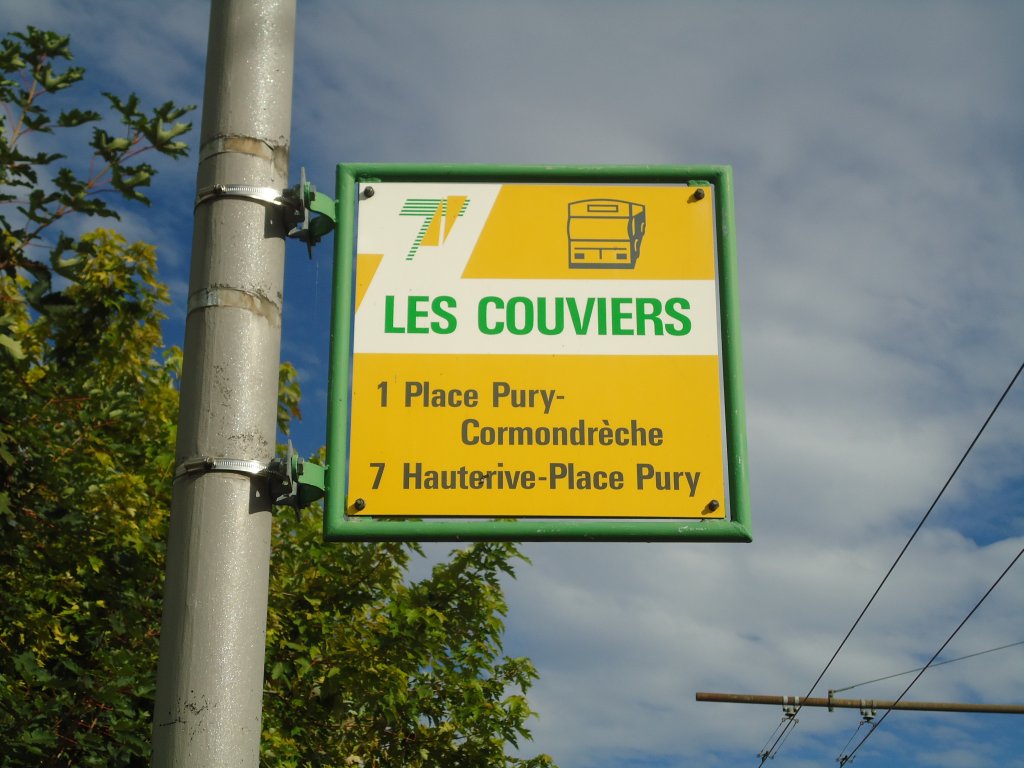 LES COUVIERS
1 Place Pury-
Cormondrèche
7 Hauterive-Place Pury